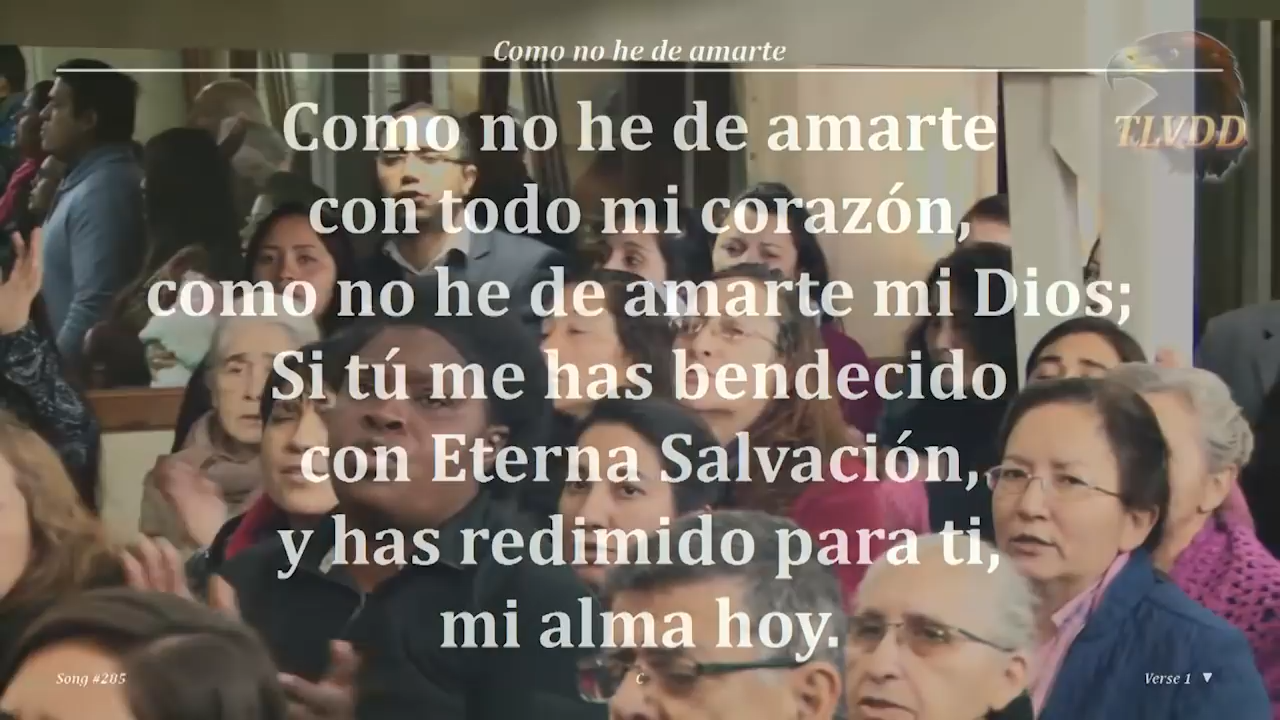 Como no he de amarte
TLVDD
Como no he de amarte
con todo mi corazón,
como no he de amarte mi Dios;
Si tú me has bendecido
con Eterna Salvación,
y has redimido para ti,
mi alma hoy.
Song #285
C
Verse 1 ▼